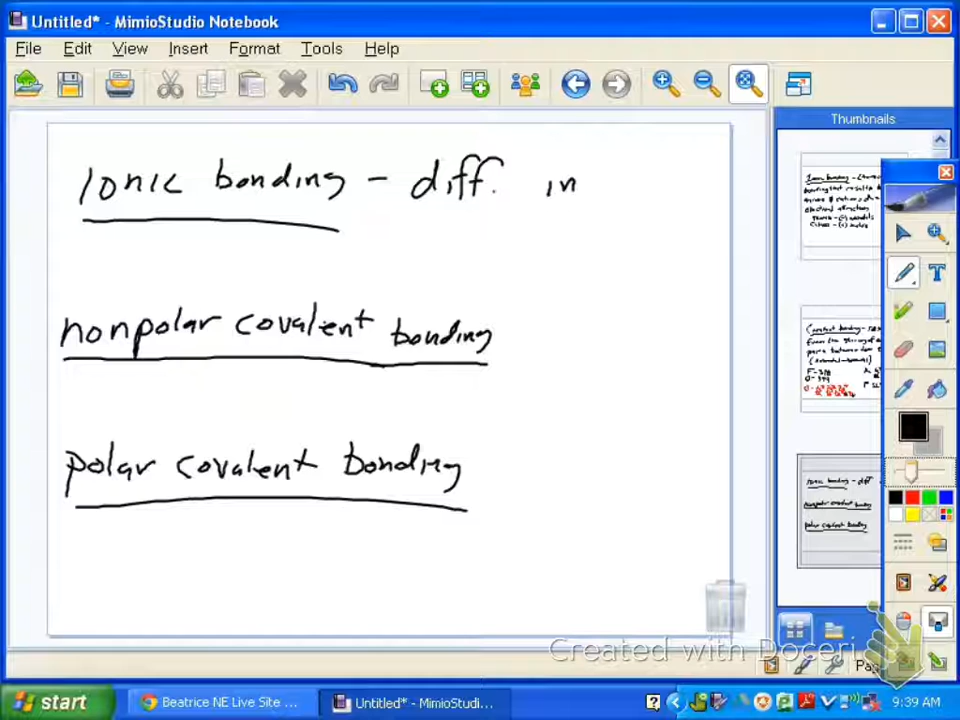 Untitled* - MimioStudio Notebook
File Edit View Insert Format Tools Help
Thumbnails
Ionic bonding - diff. in
nonpolar covalent bonding
polar covalent bonding
Created with Doceri
start
Beatrice NE Live Site ...
Untitled* - MimioStudi...
9:39 AM